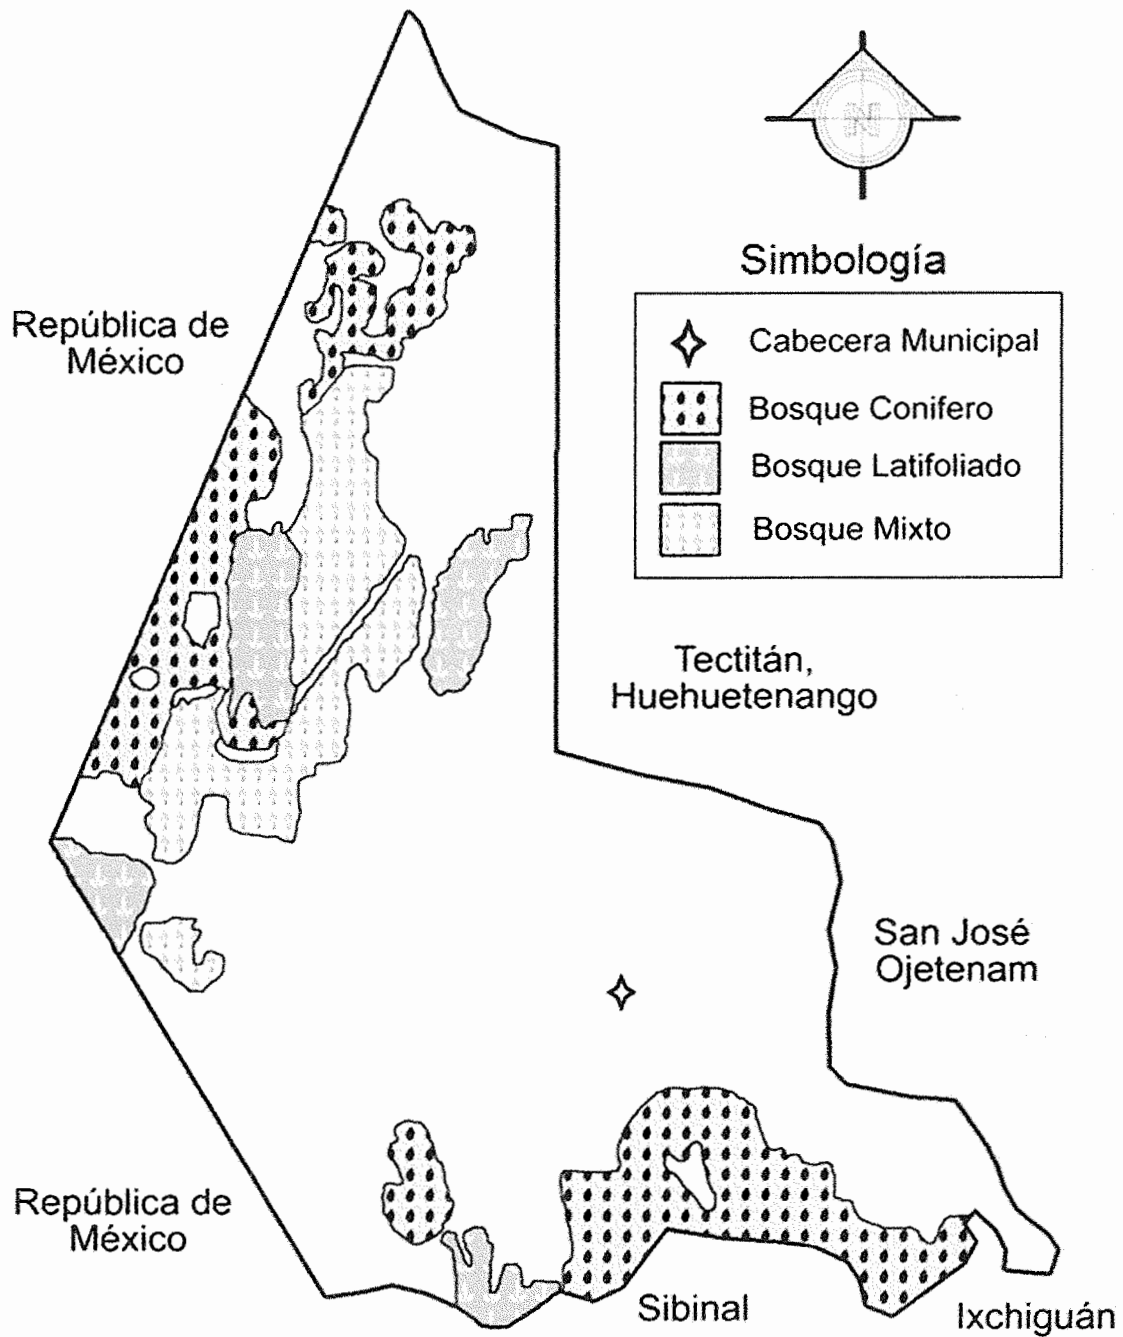 N
Simbología
República de
México
Cabecera Municipal
Bosque Conifero
Bosque Latifoliado
Bosque Mixto
Tectitán,
Huehuetenango
San José
Ojetenam
República de
México
Sibinal
Ixchiguán